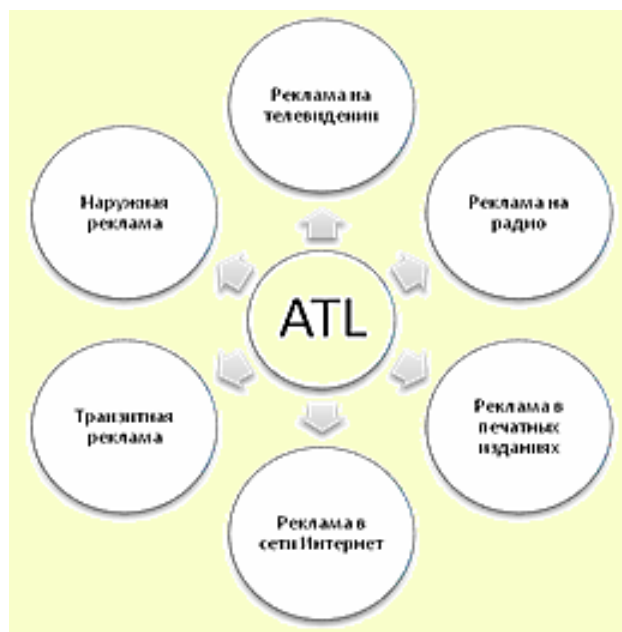 Реклама на
телевидении
Реклама на
радио
Реклама в
печатных
изданиях
Реклама в
сети Интернет
Транзитная
реклама
Наружная
реклама
ATL